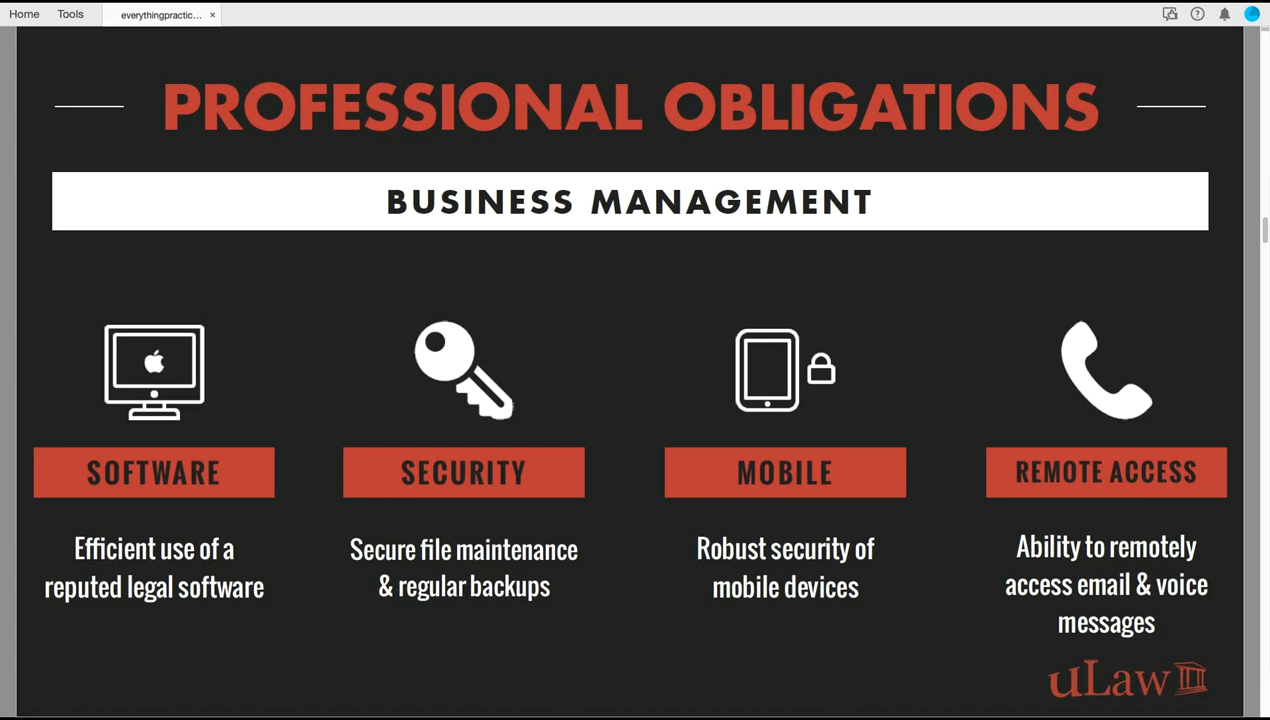 Home Tools everythingpractic... ×
PROFESSIONAL OBLIGATIONS
BUSINESS MANAGEMENT
SOFTWARE
Efficient use of a
reputed legal software
SECURITY
Secure file maintenance
& regular backups
MOBILE
Robust security of
mobile devices
REMOTE ACCESS
Ability to remotely
access email & voice
messages
uLaw